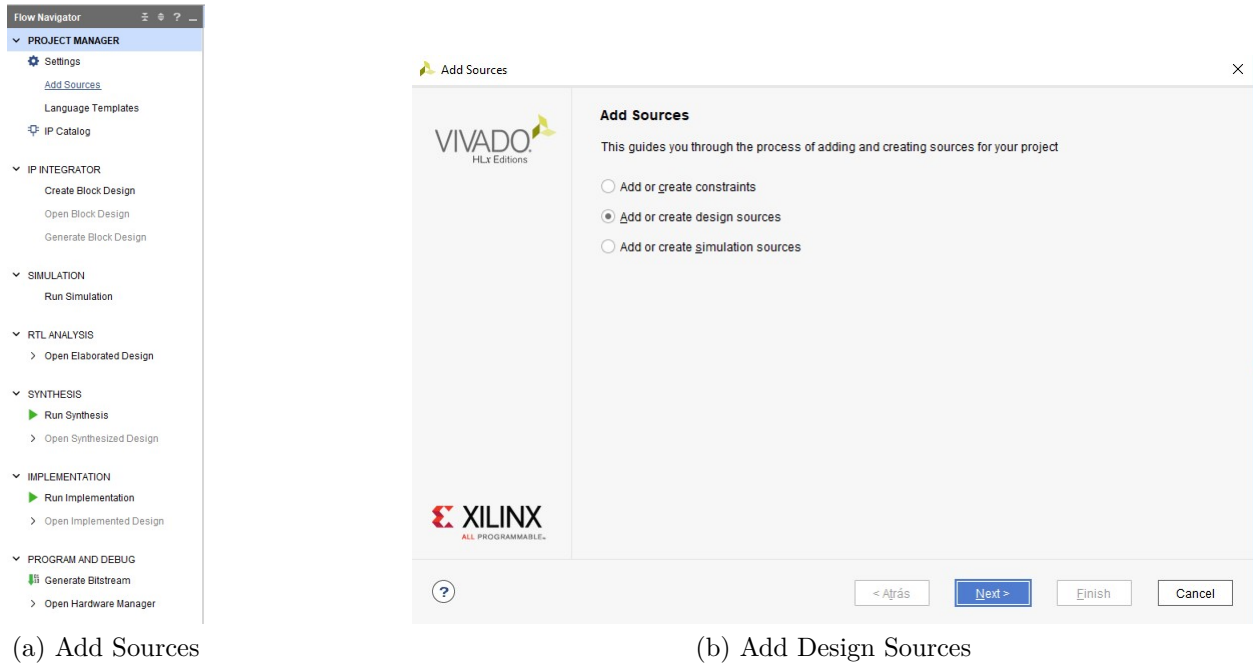 Flow Navigator
PROJECT MANAGER
Settings
Add Sources
Language Templates
IP Catalog
IP INTEGRATOR
Create Block Design
Open Block Design
Generate Block Design
SIMULATION
Run Simulation
RTL ANALYSIS
Open Elaborated Design
SYNTHESIS
Run Synthesis
Open Synthesized Design
IMPLEMENTATION
Run Implementation
Open Implemented Design
PROGRAM AND DEBUG
Generate Bitstream
Open Hardware Manager
(a) Add Sources
Add Sources
VIVADO
HLx Editions
Add Sources
This guides you through the process of adding and creating sources for your project
Add or create constraints
Add or create design sources
Add or create simulation sources
XILINX
ALL PROGRAMMABLE
< Atrás
Next >
Finish
Cancel
(b) Add Design Sources